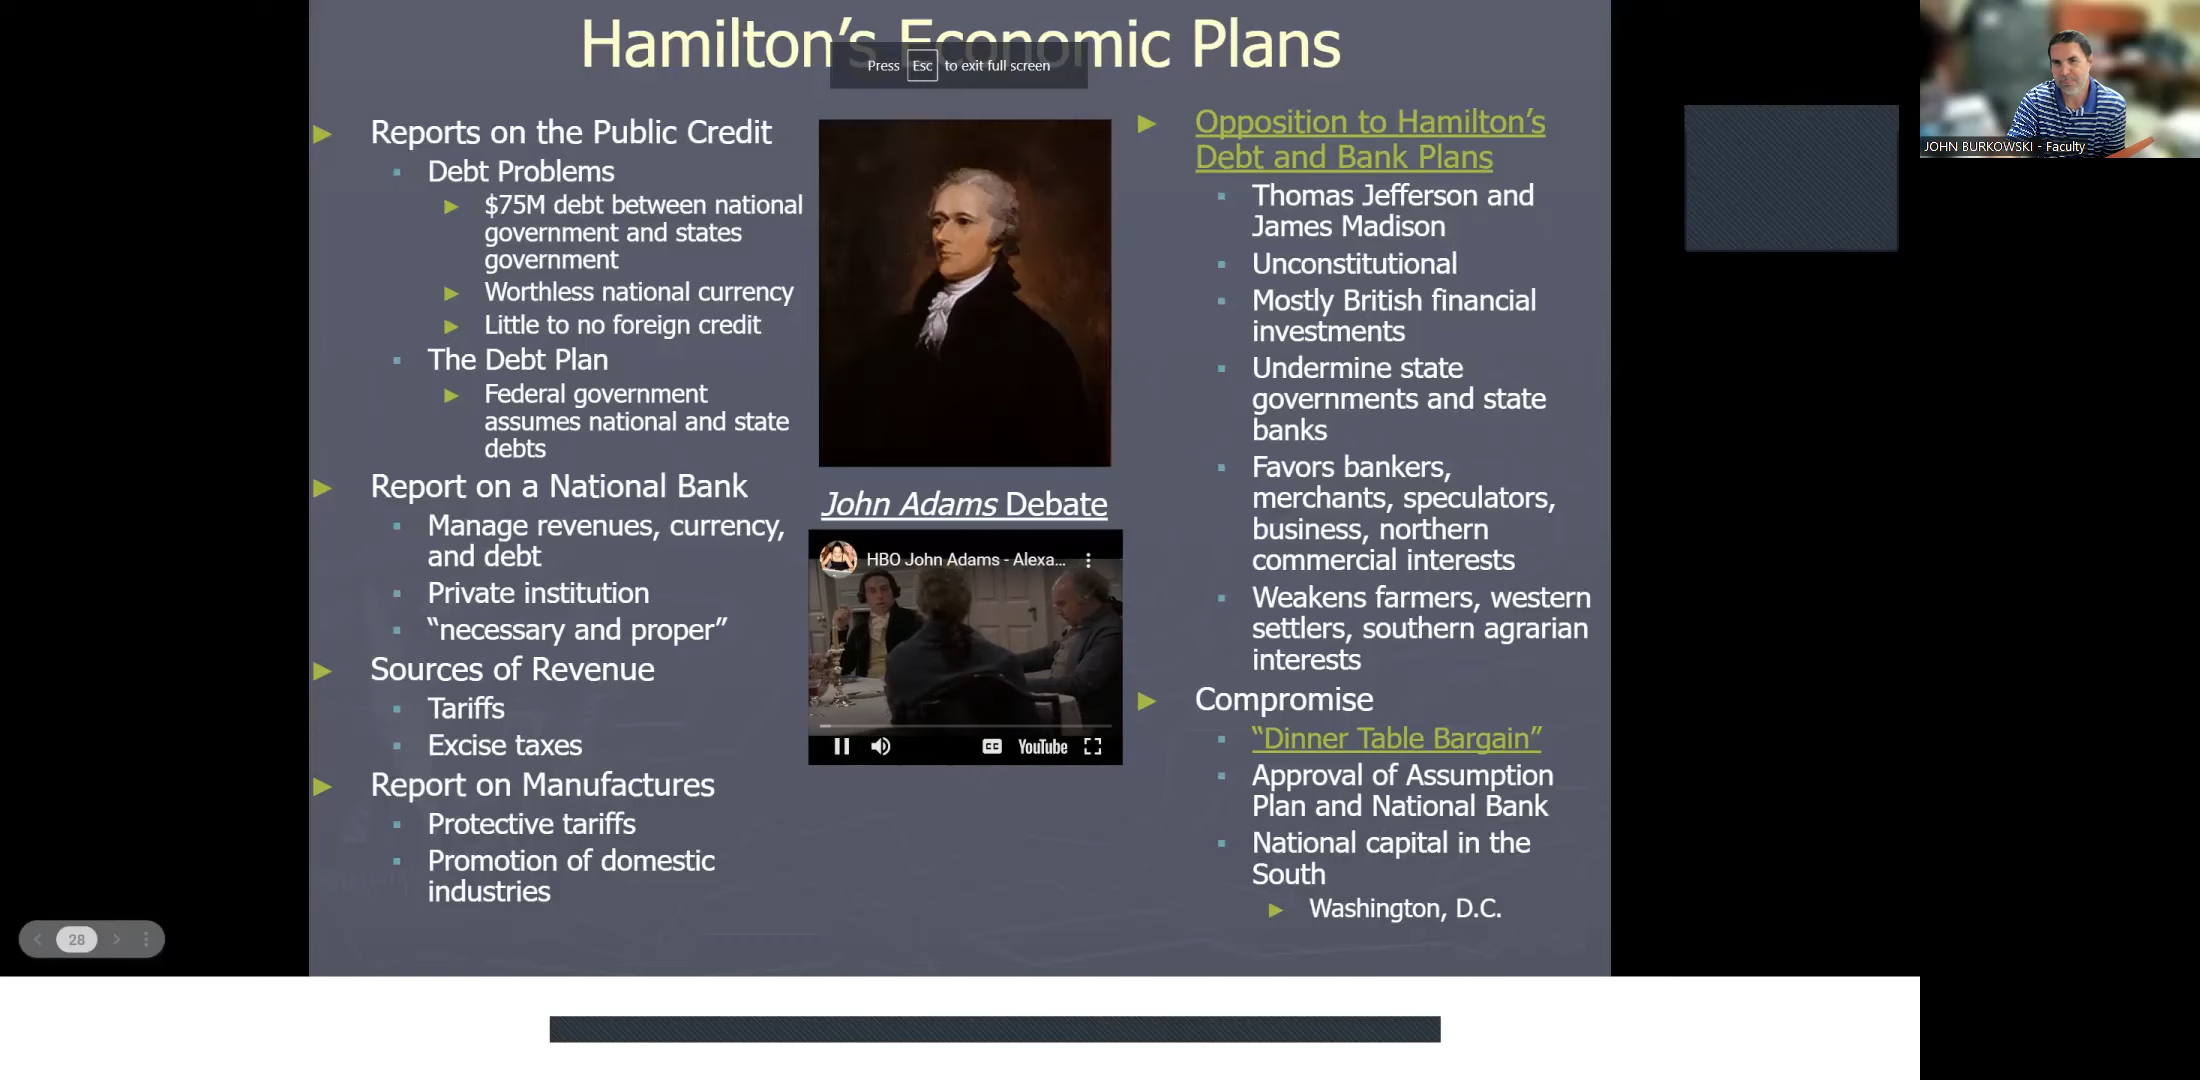 Hamilton's Economic Plans
Press Esc to exit full screen
Reports on the Public Credit
Debt Problems
$75M debt between national
government and states
government
Worthless national currency
Little to no foreign credit
The Debt Plan
Federal government
assumes national and state
debts
Report on a National Bank
Manage revenues, currency,
and debt
Private institution
"necessary and proper"
Sources of Revenue
Tariffs
Excise taxes
Report on Manufactures
Protective tariffs
Promotion of domestic
industries
John Adams Debate
HBO John Adams - Alexa...
CC YouTube
Opposition to Hamilton's
Debt and Bank Plans
Thomas Jefferson and
James Madison
Unconstitutional
Mostly British financial
investments
Undermine state
governments and state
banks
Favors bankers,
merchants, speculators,
business, northern
commercial interests
Weakens farmers, western
settlers, southern agrarian
interests
Compromise
"Dinner Table Bargain"
Approval of Assumption
Plan and National Bank
National capital in the
South
Washington, D.C.
JOHN BURKOWSKI - Faculty
28